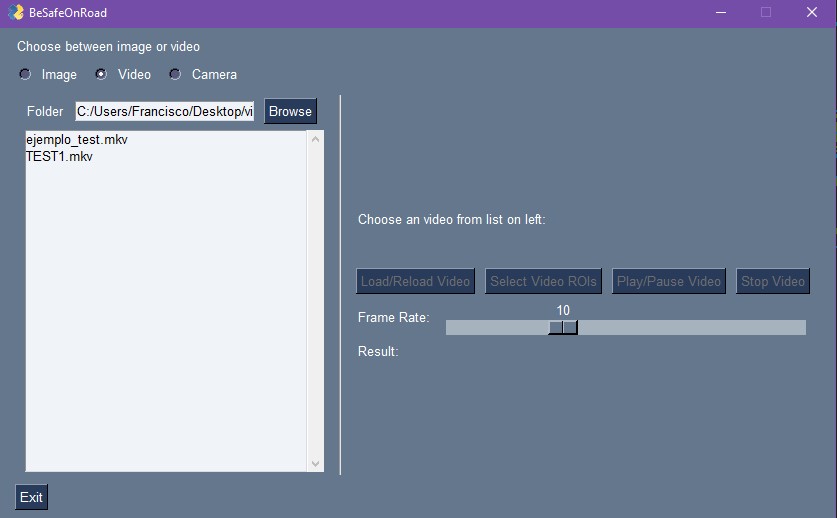 BeSafeOnRoad
Choose between image or video
Image Video Camera
Folder C:/Users/Francisco/Desktop/vi Browse
ejemplo_test.mkv
TEST1.mkv
Choose an video from list on left:
Load/Reload Video Select Video ROIs Play/Pause Video Stop Video
10
Frame Rate:
Result:
Exit